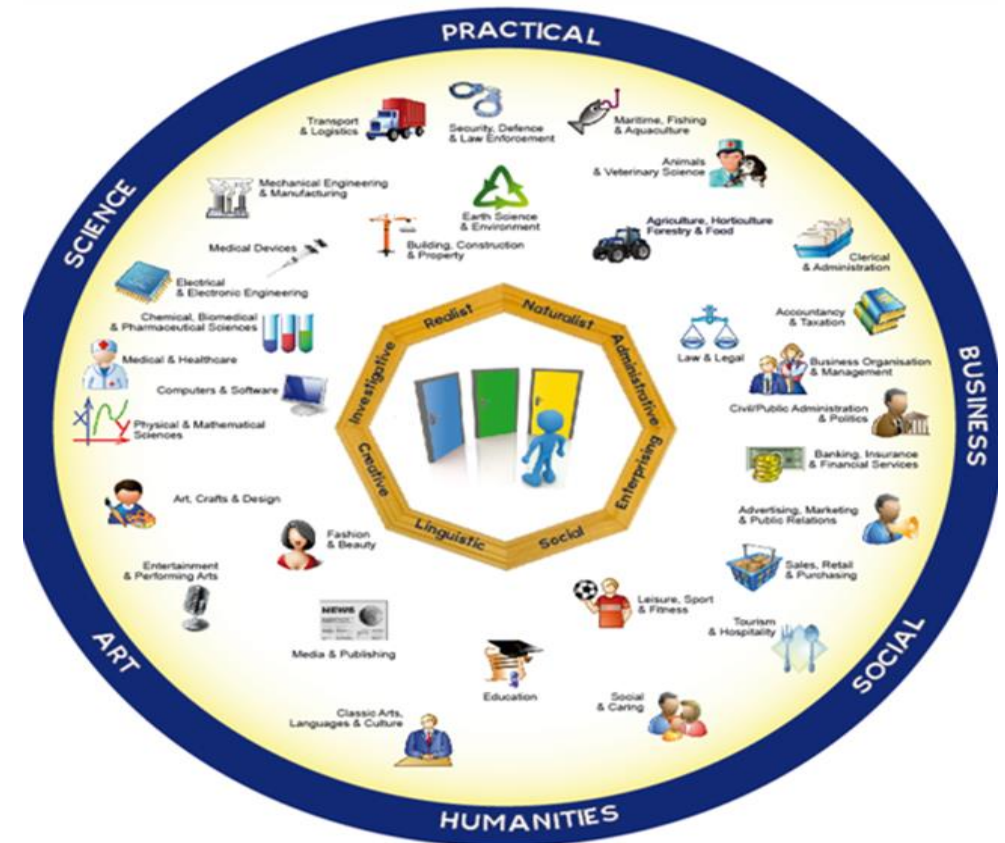 PRACTICAL
Transport
& Logistics
Security, Defence
& Law Enforcement
Maritime, Fishing
& Aquaculture
Animals
& Veterinary Science
Mechanical Engineering
& Manufacturing
Earth Science
& Environment
Agriculture, Horticulture
Forestry & Food
Medical Devices
Building, Construction
& Property
Clerical
& Administration
SCIENCE
Electrical
& Electronic Engineering
Chemical, Biomedical
& Pharmaceutical Sciences
Medical & Healthcare
Computers & Software
Physical & Mathematical
Sciences
Realist
Naturalist
Investigative
Administrative
Creative
Enterprising
Linguistic
Social
Law & Legal
Accountancy
& Taxation
Business Organisation
& Management
Civil/Public Administration
& Politics
Banking, Insurance
& Financial Services
BUSINESS
Advertising, Marketing
& Public Relations
Art, Crafts & Design
Fashion
& Beauty
Entertainment
& Performing Arts
NEWS
Media & Publishing
Sales, Retail
& Purchasing
Leisure, Sport
& Fitness
Tourism
& Hospitality
ART
SOCIAL
Education
Social
& Caring
Classic Arts,
Languages & Culture
HUMANITIES